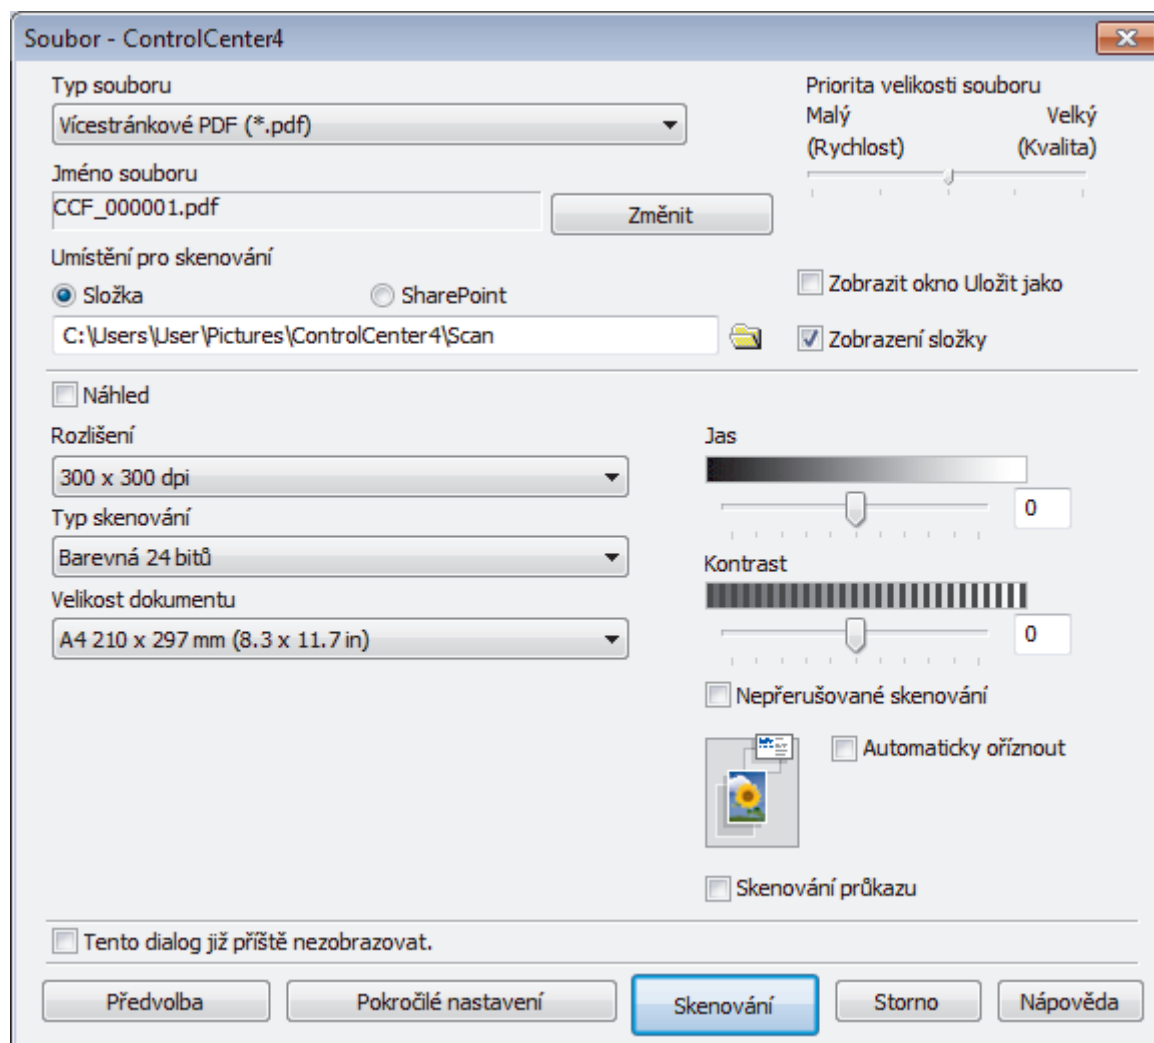 Soubor - ControlCenter4
Typ souboru
Vícestránkové PDF (*.pdf)
Priorita velikosti souboru
Malý Velký
(Rychlost) (Kvalita)
Jméno souboru
CCF_000001.pdf
Změnit
Umístění pro skenování
Složka SharePoint
Zobrazit okno Uložit jako
C:\Users\User\Pictures\ControlCenter4\Scan
Zobrazení složky
Náhled
Rozlišení
300 x 300 dpi
Typ skenování
Barevná 24 bitů
Velikost dokumentu
A4 210 x 297 mm (8.3 x 11.7 in)
Jas
0
Kontrast
0
Nepřerušované skenování
Automaticky oříznout
Skenování průkazu
Tento dialog již příště nezobrazovat.
Předvolba Pokročilé nastavení Skenování Storno Nápověda